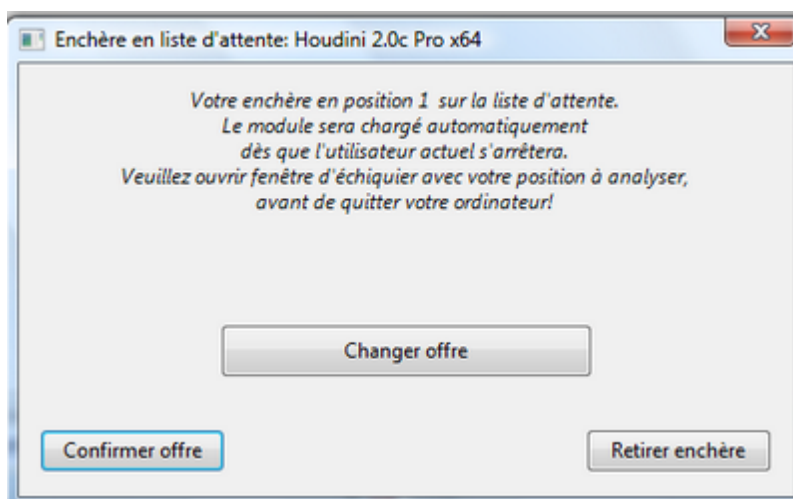 Enchère en liste d'attente: Houdini 2.0c Pro x64
Votre enchère en position 1 sur la liste d'attente.
Le module sera chargé automatiquement
dès que l'utilisateur actuel s'arrêtera.
Veuillez ouvrir fenêtre d'échiquier avec votre position à analyser,
avant de quitter votre ordinateur!
Changer offre
Confirmer offre
Retirer enchère